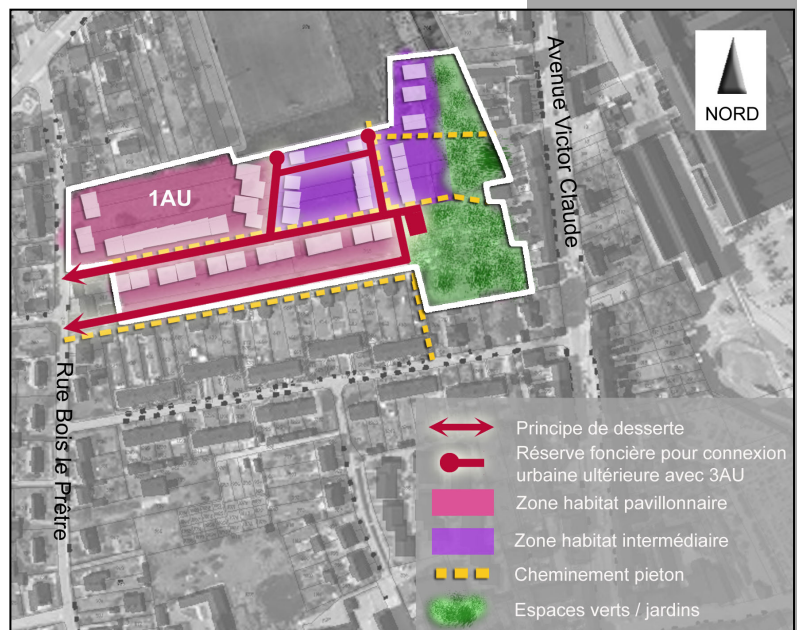 Avenue Victor Claude
NORD
1AU
Rue Bois le Prêtre
Principe de desserte
Réserve foncière pour connexion
urbaine ultérieure avec 3AU
Zone habitat pavillonnaire
Zone habitat intermédiaire
Cheminement pieton
Espaces verts / jardins